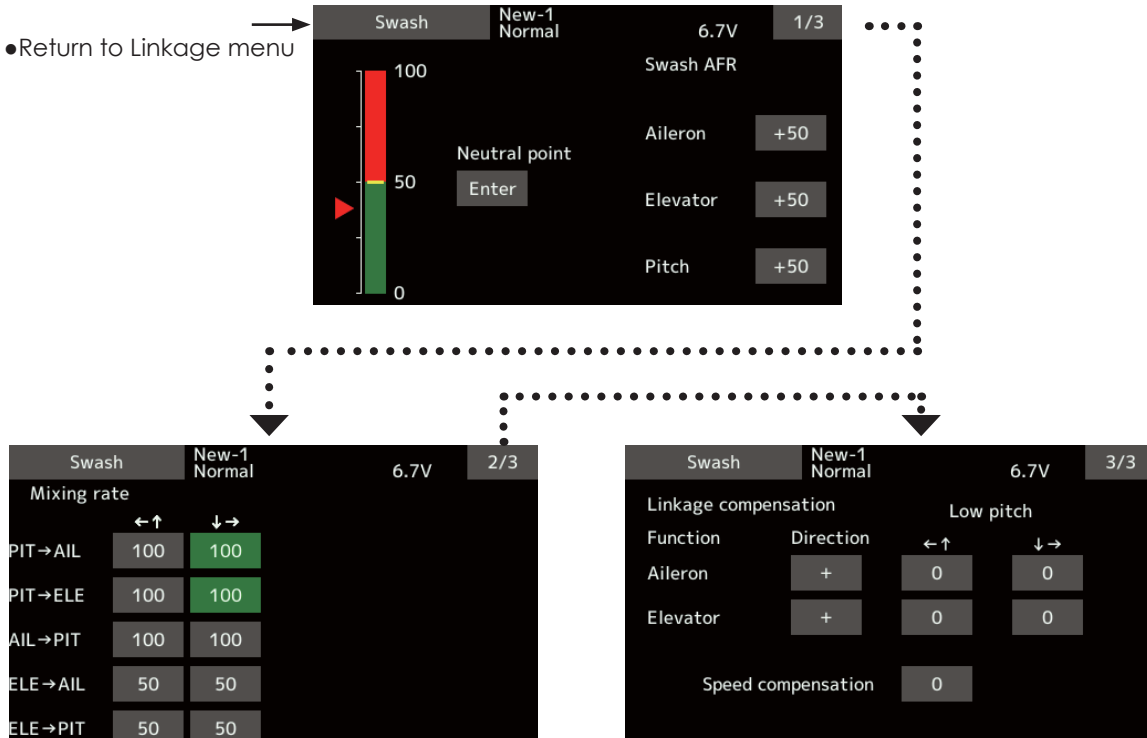 ●Return to Linkage menu
Swash New-1 Normal 6.7V 1/3
Swash AFR
100
Aileron +50
Neutral point
50 Enter
Elevator +50
Pitch +50
0
Swash New-1 Normal 6.7V 2/3
Mixing rate
←↑ ↓→
PIT→AIL 100 100
PIT→ELE 100 100
AIL→PIT 100 100
ELE→AIL 50 50
ELE→PIT 50 50
Swash New-1 Normal 6.7V 3/3
Linkage compensation Low pitch
Function Direction ←↑ ↓→
Aileron + 0 0
Elevator + 0 0
Speed compensation 0